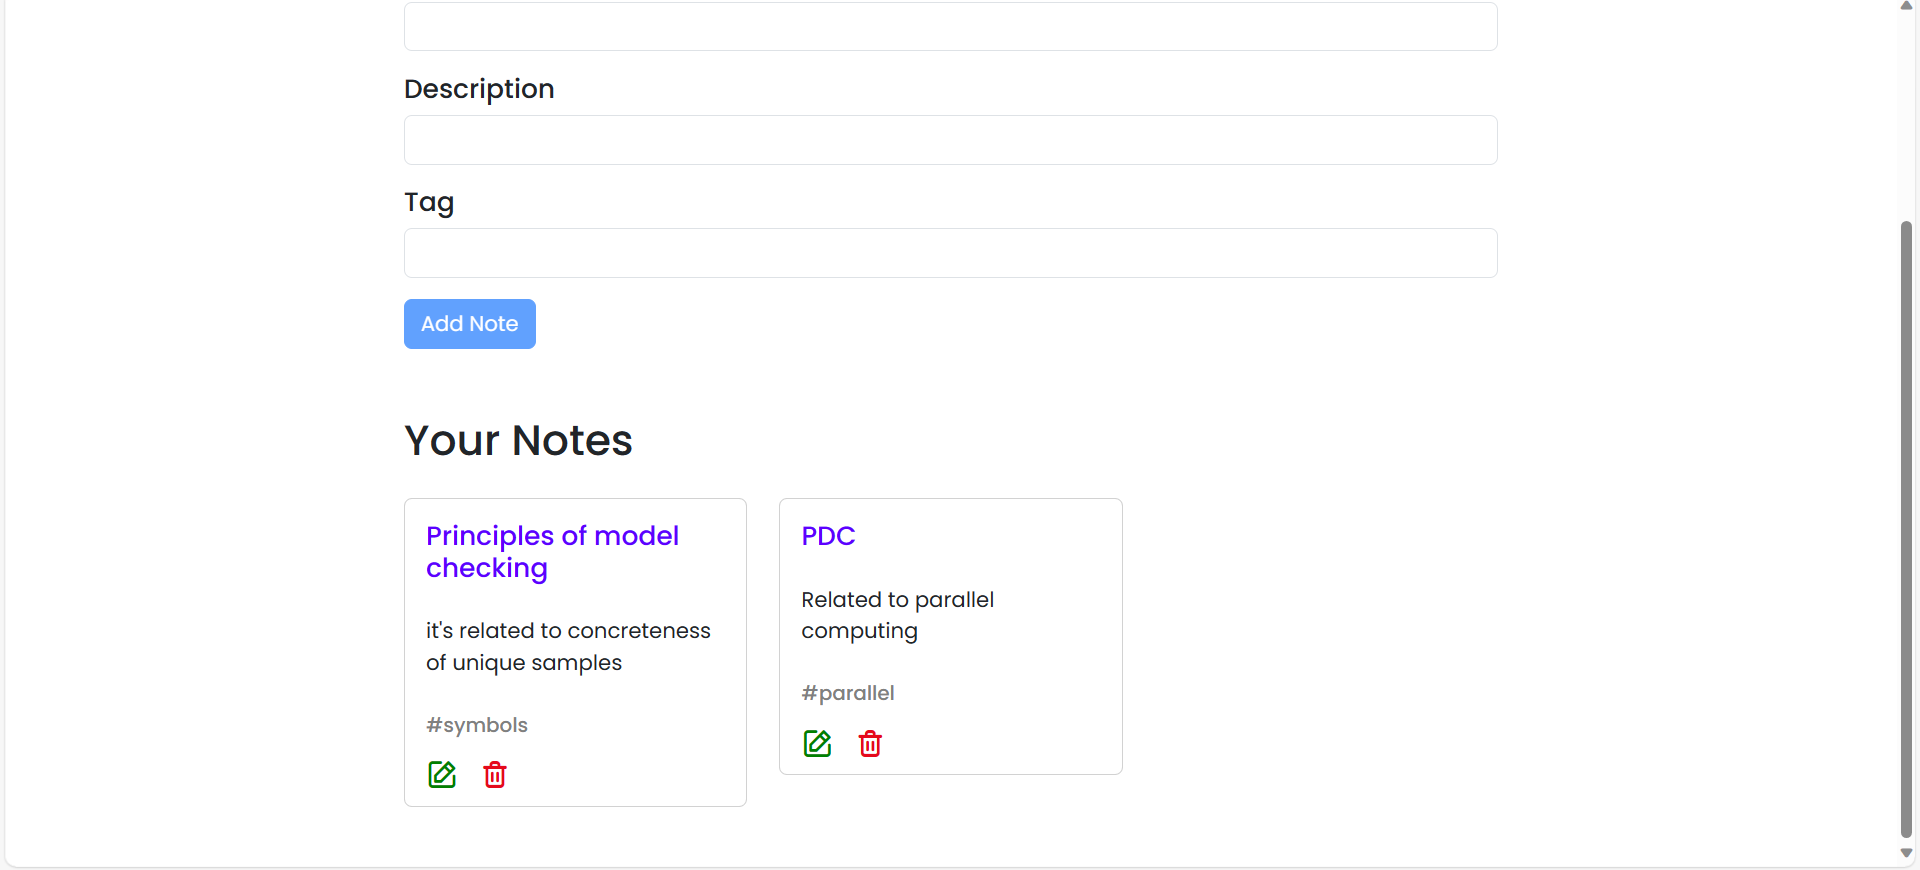 Description
Tag
Add Note
Your Notes
Principles of model
checking
it's related to concreteness
of unique samples
#symbols
PDC
Related to parallel
computing
#parallel